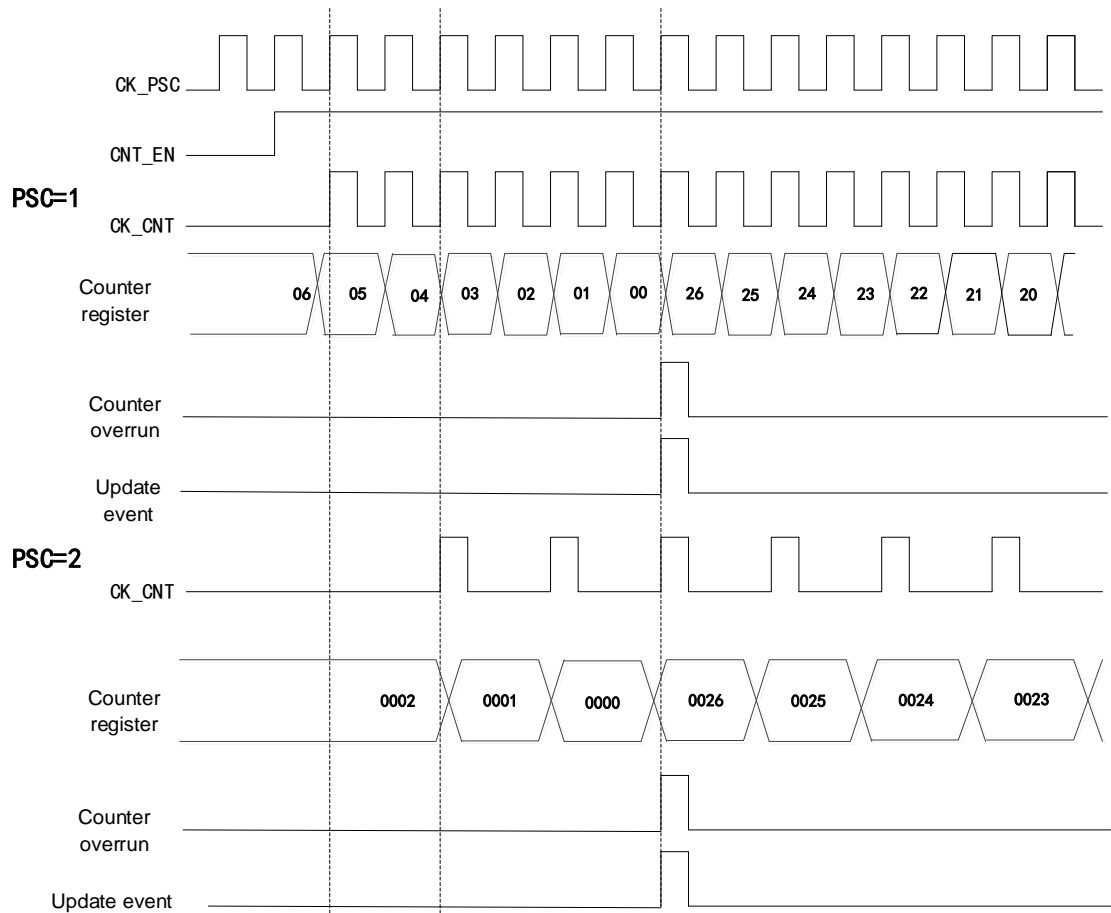 CK_PSC
CNT_EN
PSC=1
CK_CNT
Counter
register
06 05 04 03 02 01 00 26 25 24 23 22 21 20
Counter
overrun
Update
event
PSC=2
CK_CNT
Counter
register
0002 0001 0000 0026 0025 0024 0023
Counter
overrun
Update event